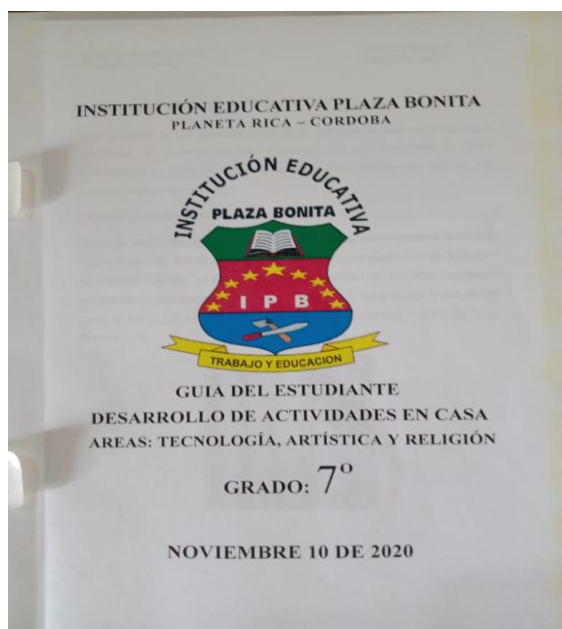 INSTITUCIÓN EDUCATIVA PLAZA BONITA
PLANETA RICA – CORDOBA
INSTITUCIÓN EDUCATIVA
PLAZA BONITA
I P B
TRABAJO Y EDUCACION
GUIA DEL ESTUDIANTE
DESARROLLO DE ACTIVIDADES EN CASA
AREAS: TECNOLOGÍA, ARTÍSTICA Y RELIGIÓN
GRADO: 7º
NOVIEMBRE 10 DE 2020